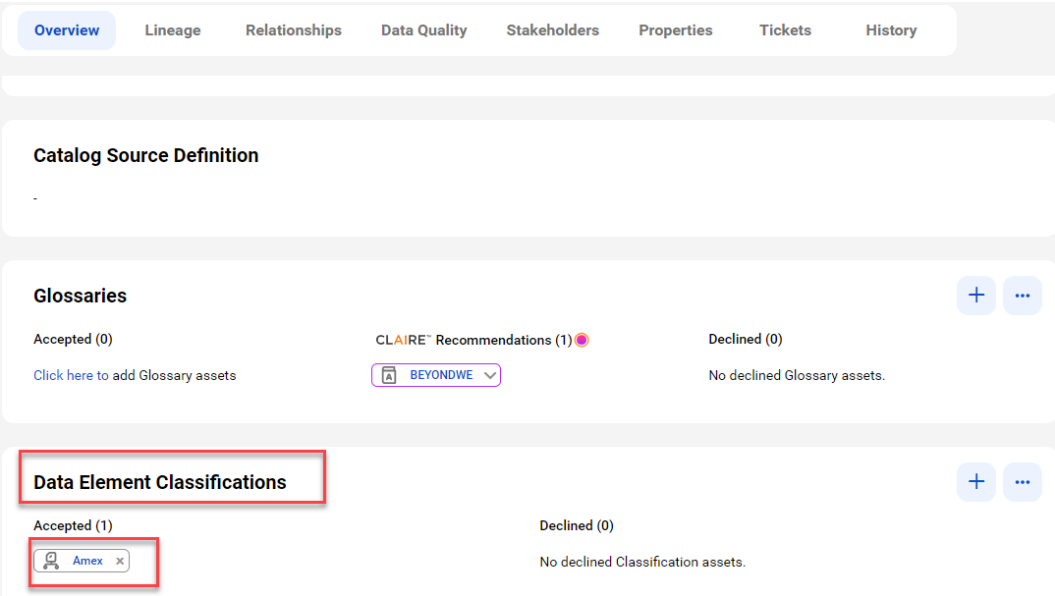 Overview Lineage Relationships Data Quality Stakeholders Properties Tickets History
Catalog Source Definition
-
Glossaries
Accepted (0) CLAIRE™ Recommendations (1) Declined (0)
Click here to add Glossary assets BEYONDWE No declined Glossary assets.
Data Element Classifications
Accepted (1) Declined (0)
Amex × No declined Classification assets.